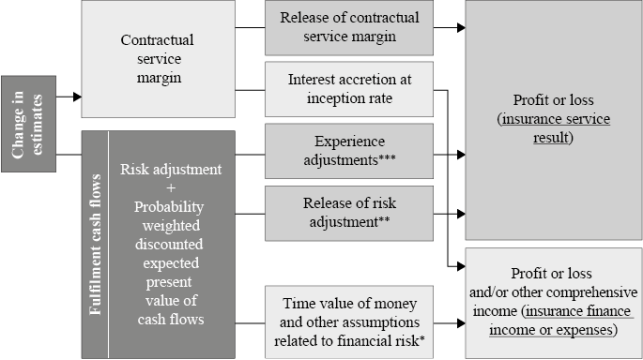 Change in
estimates
Contractual
service
margin
Fulfilment cash flows
Risk adjustment
+
Probability
weighted
discounted
expected
present
value of
cash flows
Release of contractual
service margin
Interest accretion at
inception rate
Experience
adjustments***
Release of risk
adjustment**
Time value of money
and other assumptions
related to financial risk*
Profit or loss
(insurance service
result)
Profit or loss
and/or other comprehensive
income (insurance finance
income or expenses)